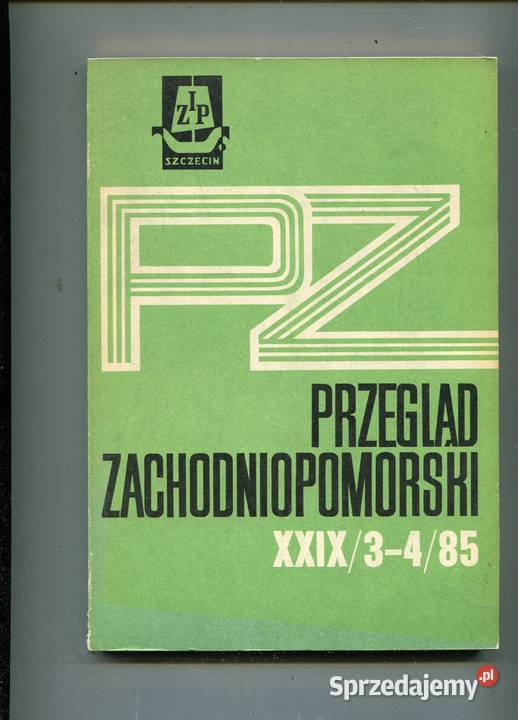 ZIP
SZCZECIN
PZ
PRZEGLĄD
ZACHODNIOPOMORSKI
XXIX/3-4/85
Sprzedajemy.pl